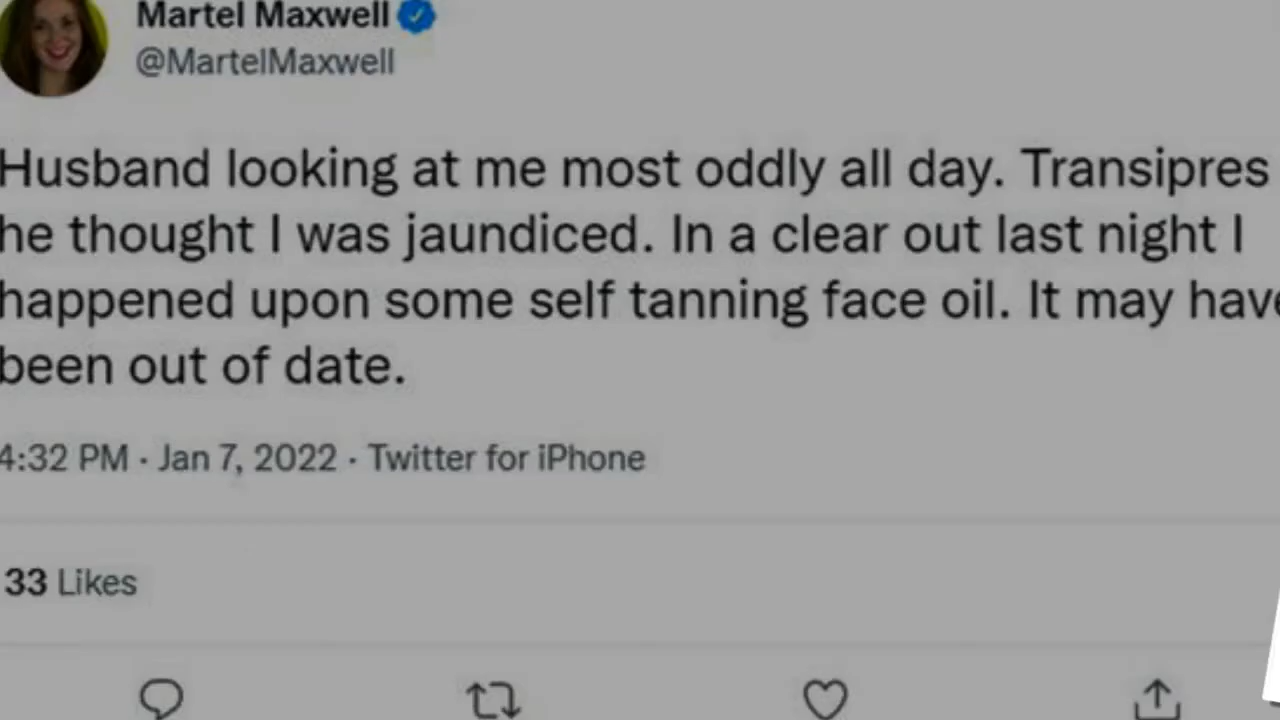 Martel Maxwell
@MartelMaxwell
Husband looking at me most oddly all day. Transipres
he thought I was jaundiced. In a clear out last night I
happened upon some self tanning face oil. It may have
been out of date.
4:32 PM · Jan 7, 2022 · Twitter for iPhone
33 Likes